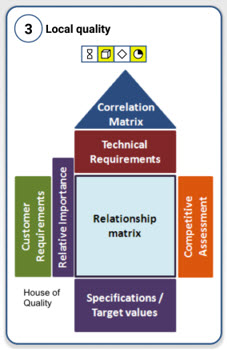 3 Local quality
Correlation
Matrix
Technical
Requirements
Customer
Requirements
Relative Importance
Relationship
matrix
Competitive
Assessment
House of
Quality
Specifications /
Target values